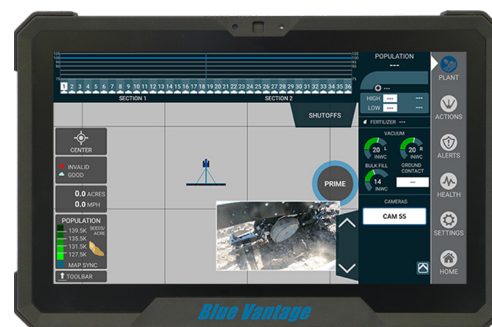 POPULATION
---
150
1 2 3 4 5 6 7 8 9 10 11 12 13 14 15 16 17 18 19 20 21 22 23 24 25 26 27 28 29 30 31 32 33 34 35 36
SECTION 1 SECTION 2
SHUTOFFS
---
HIGH --- ---
LOW --- ---
FERTILIZER ---
VACUUM
20 L 20 R
INWC INWC
BULK FILL GROUND CONTACT
14 ---
INWC
CAMERAS
CAM 55
PLANT
ACTIONS
ALERTS
HEALTH
SETTINGS
HOME
CENTER
INVALID
GOOD
0.0 ACRES
0.0 MPH
POPULATION
139.5K SEEDS/
135.5K ACRE
131.5K
127.5K
MAP SYNC
TOOLBAR
PRIME
Blue Vantage